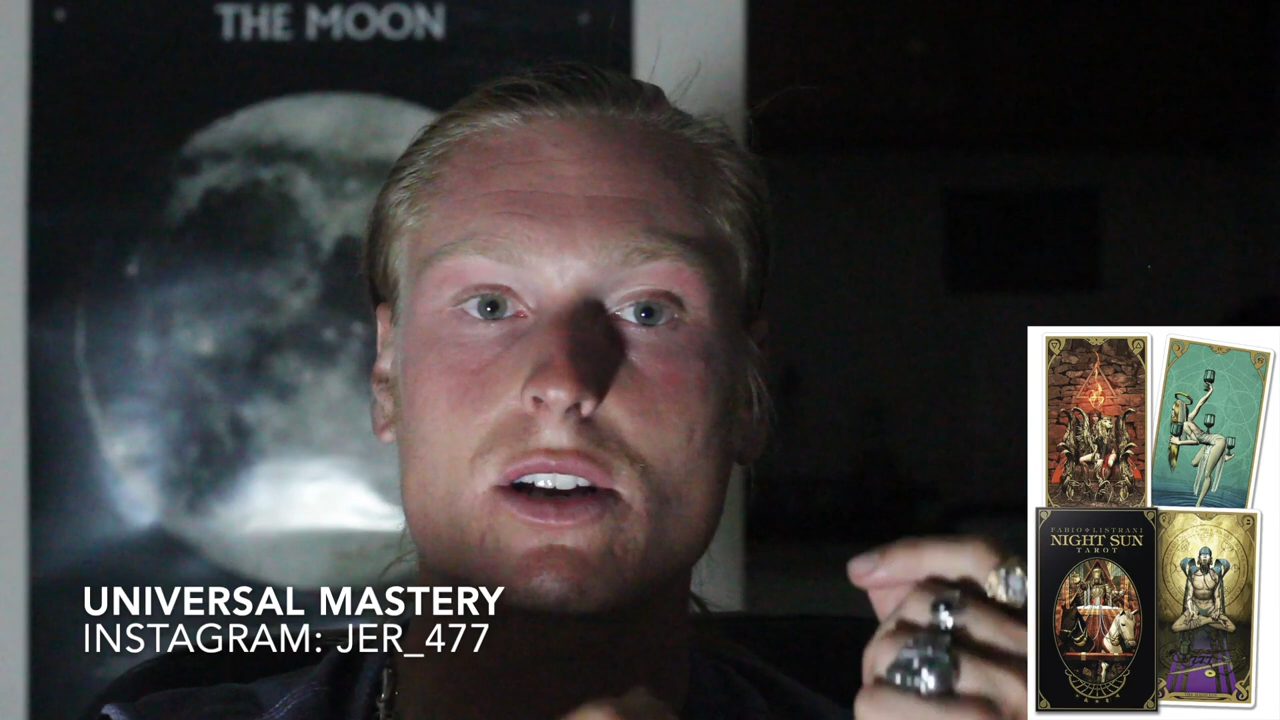 THE MOON
UNIVERSAL MASTERY
INSTAGRAM: JER_477
FABIO LISTRANI
NIGHT SUN
TAROT